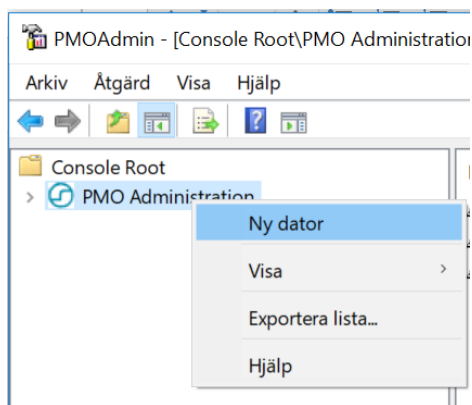 PMOAdmin - [Console Root\PMO Administration
Arkiv Åtgärd Visa Hjälp
Console Root
PMO Administration
Ny dator
Visa
Exportera lista...
Hjälp